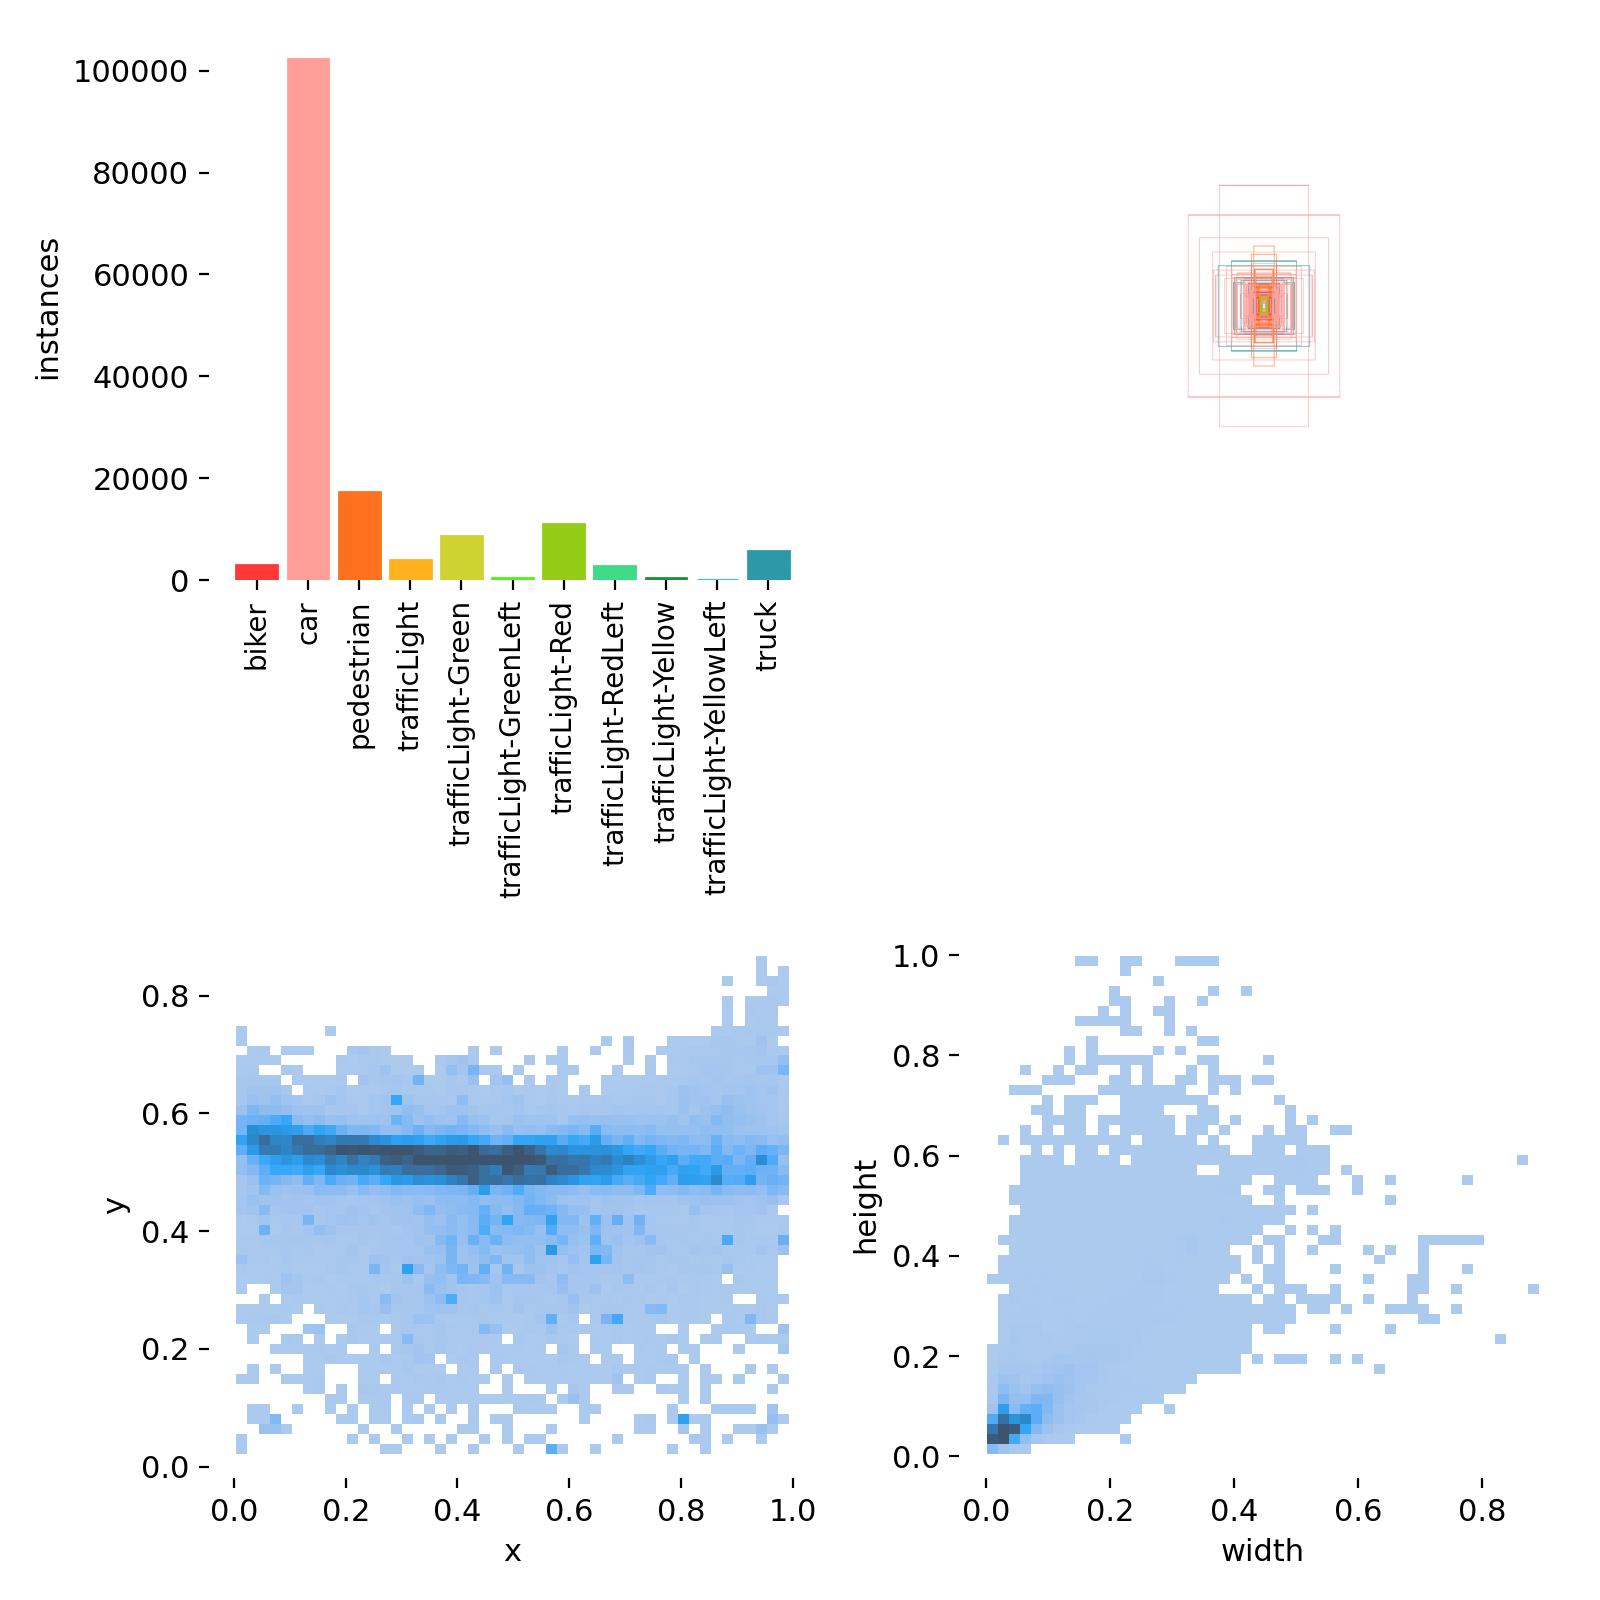 100000
80000
60000
40000
20000
0
instances
biker
car
pedestrian
trafficLight
trafficLight-Green
trafficLight-GreenLeft
trafficLight-Red
trafficLight-RedLeft
trafficLight-Yellow
trafficLight-YellowLeft
truck
0.8
0.6
0.4
0.2
0.0
y
0.0 0.2 0.4 0.6 0.8 1.0
x
1.0
0.8
0.6
0.4
0.2
0.0
height
0.0 0.2 0.4 0.6 0.8
width